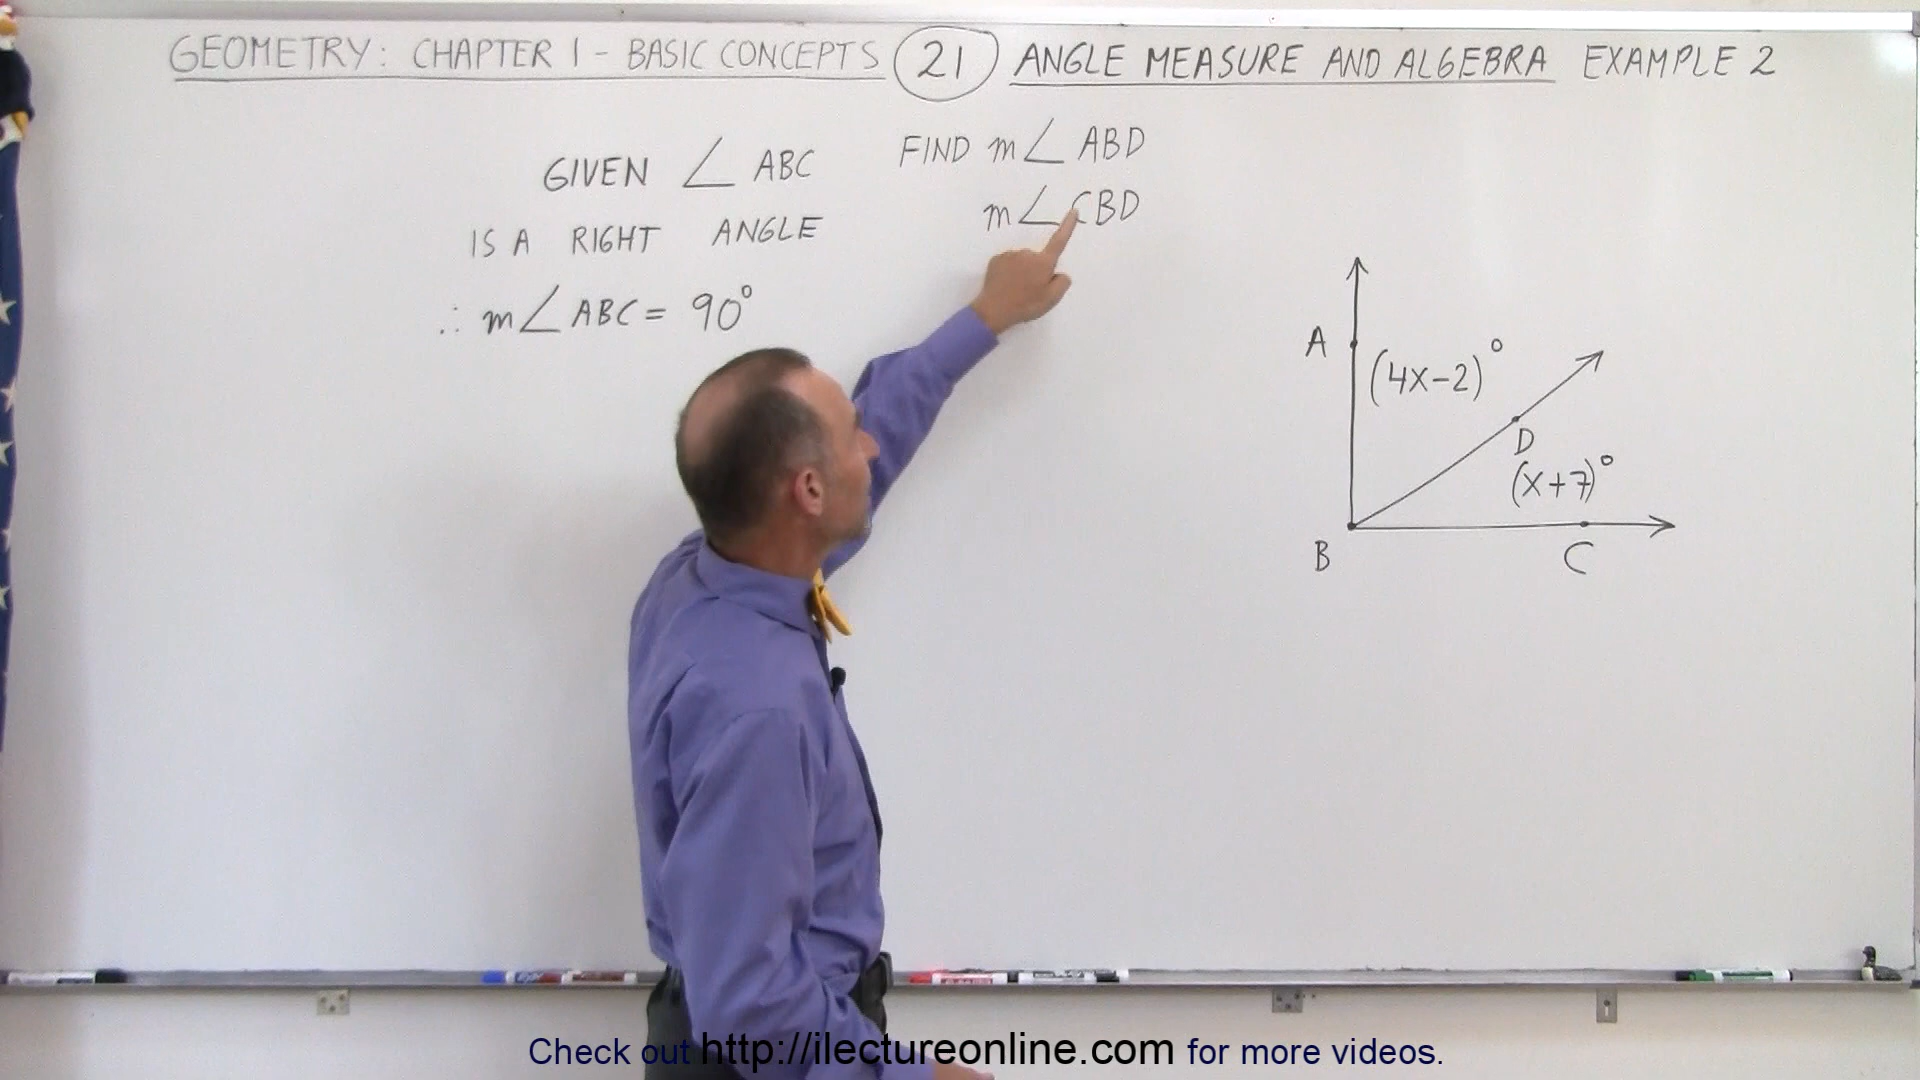 GEOMETRY: CHAPTER 1 - BASIC CONCEPTS 21 ANGLE MEASURE AND ALGEBRA EXAMPLE 2
GIVEN ∠ ABC
IS A RIGHT ANGLE
∴ m∠ABC = 90°
FIND m∠ ABD
m∠CBD
A
(4x-2)°
D
(x+7)°
B
C
Check out http://ilectureonline.com for more videos.